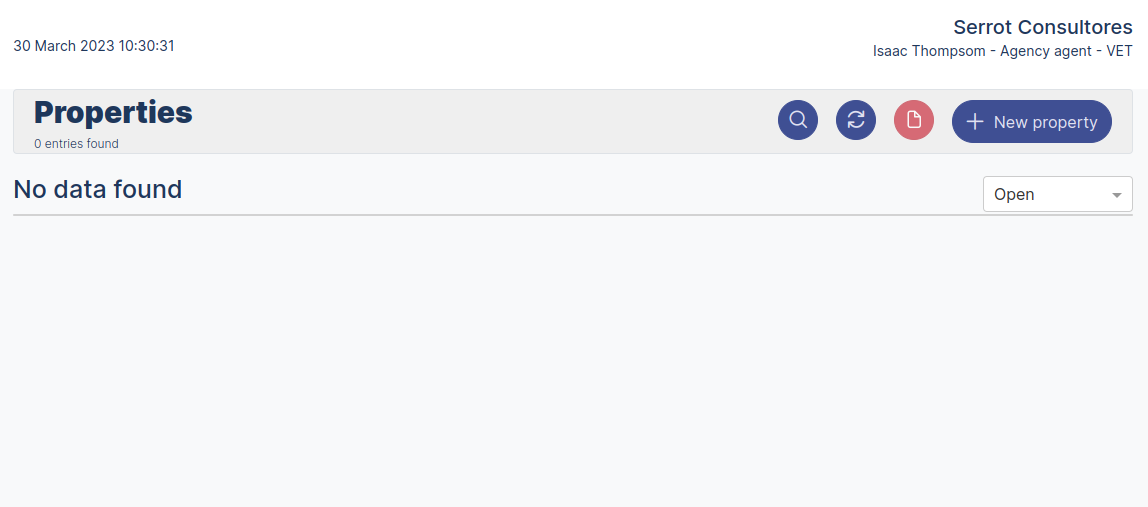 Serrot Consultores
30 March 2023 10:30:31
Isaac Thompsom - Agency agent - VET
Properties
0 entries found
New property
No data found
Open